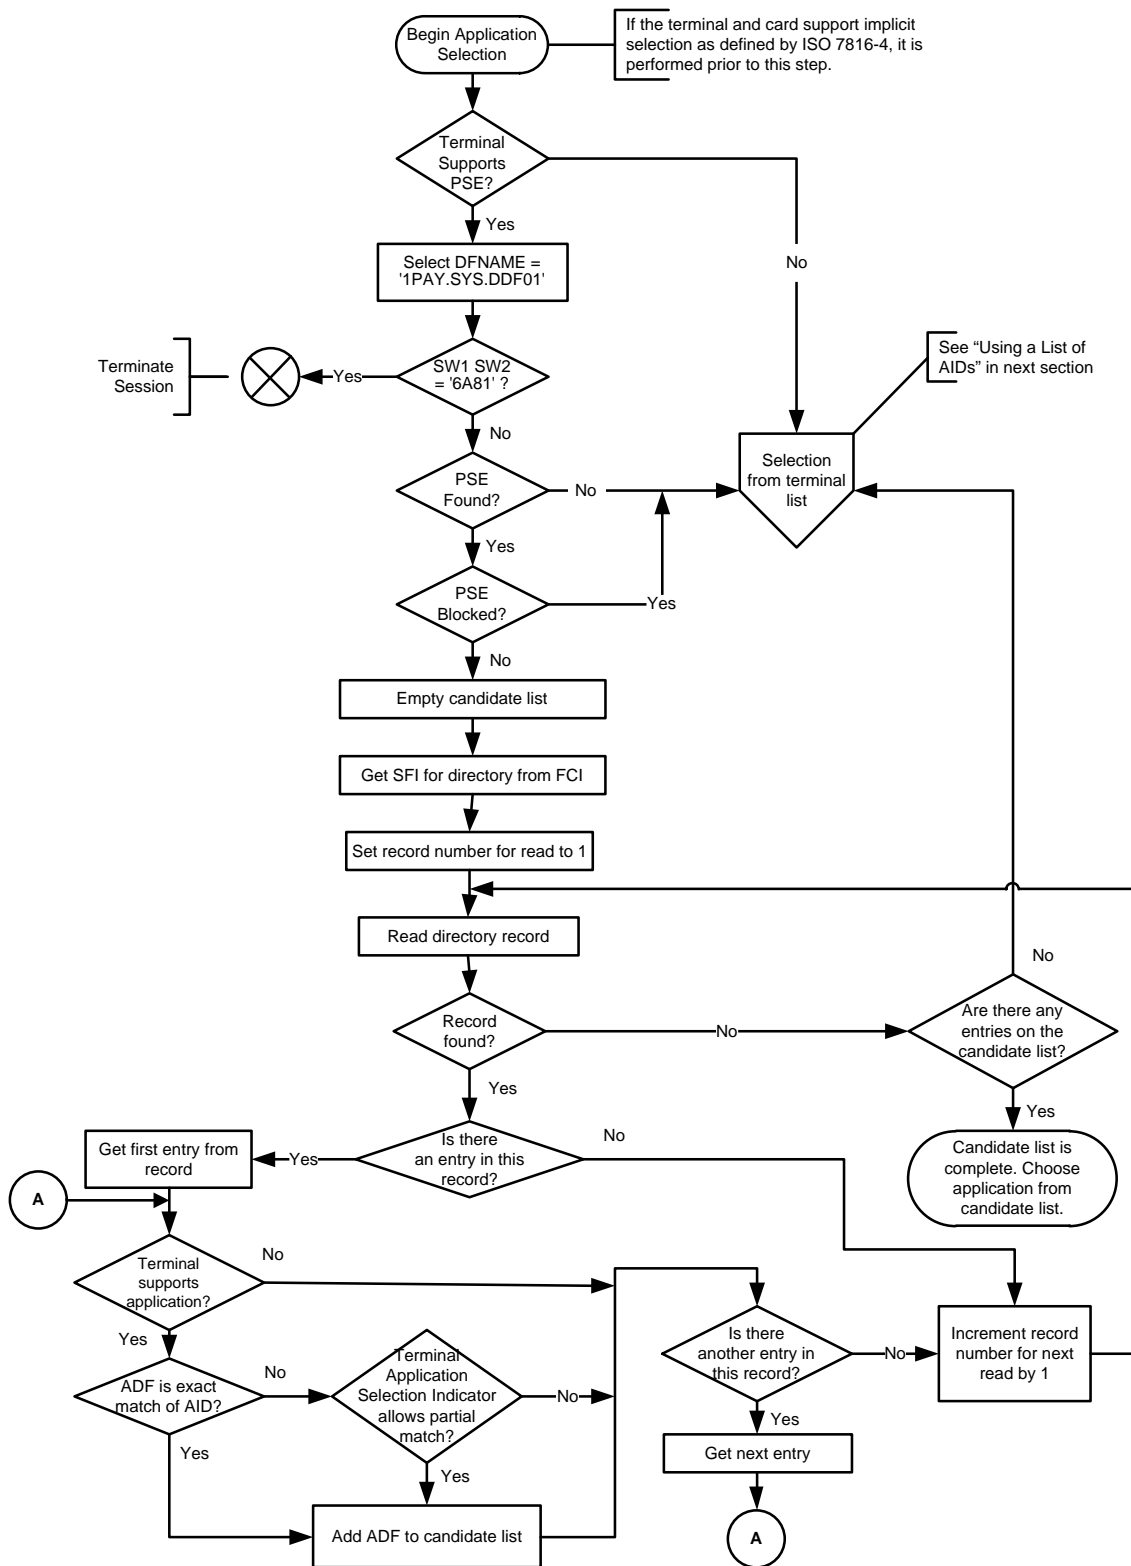 Begin Application
Selection
If the terminal and card support implicit
selection as defined by ISO 7816-4, it is
performed prior to this step.
Terminal
Supports
PSE?
Yes
No
Select DFNAME =
'1PAY.SYS.DDF01'
Terminate
Session
Yes
SW1 SW2
= '6A81' ?
See “Using a List of
AIDs” in next section
No
PSE
Found?
No
Selection
from terminal
list
Yes
PSE
Blocked?
Yes
No
Empty candidate list
Get SFI for directory from FCI
Set record number for read to 1
Read directory record
No
Record
found?
No
Are there any
entries on the
candidate list?
Yes
Yes
Get first entry from
record
Yes
Is there
an entry in this
record?
No
Candidate list is
complete. Choose
application from
candidate list.
A
Terminal
supports
application?
No
Yes
ADF is exact
match of AID?
No
Terminal
Application
Selection Indicator
allows partial
match?
No
Is there
another entry in
this record?
No
Increment record
number for next
read by 1
Yes
Yes
Yes
Get next entry
Add ADF to candidate list
A